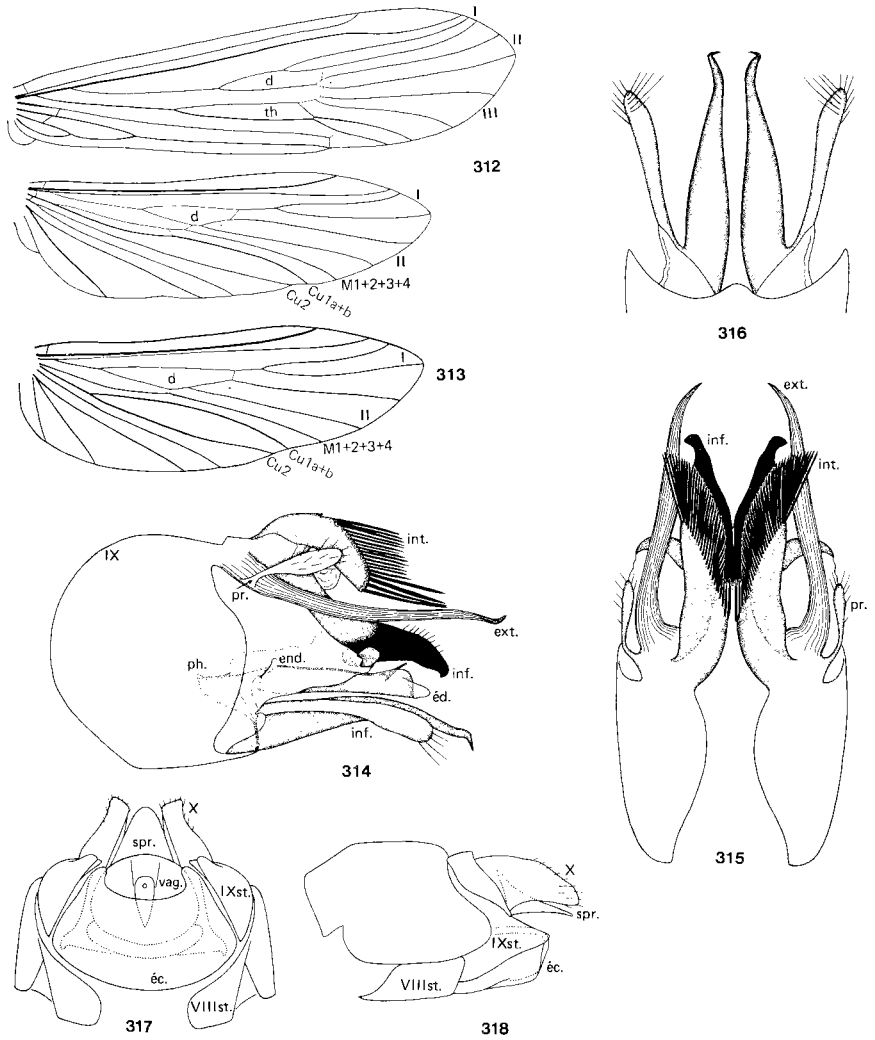 I
II
d
th
III
312
I
d
II
M1+2+3+4
Cu1a+b
Cu2
I
313
d
II
M1+2+3+4
Cu1a+b
Cu2
316
ext.
inf.
int.
pr.
315
IX
int.
pr.
ext.
ph.
end.
inf.
éd.
inf.
314
X
spr.
vag.
IXst.
éc.
VIIIst.
317
X
spr.
IXst.
éc.
VIIIst.
318